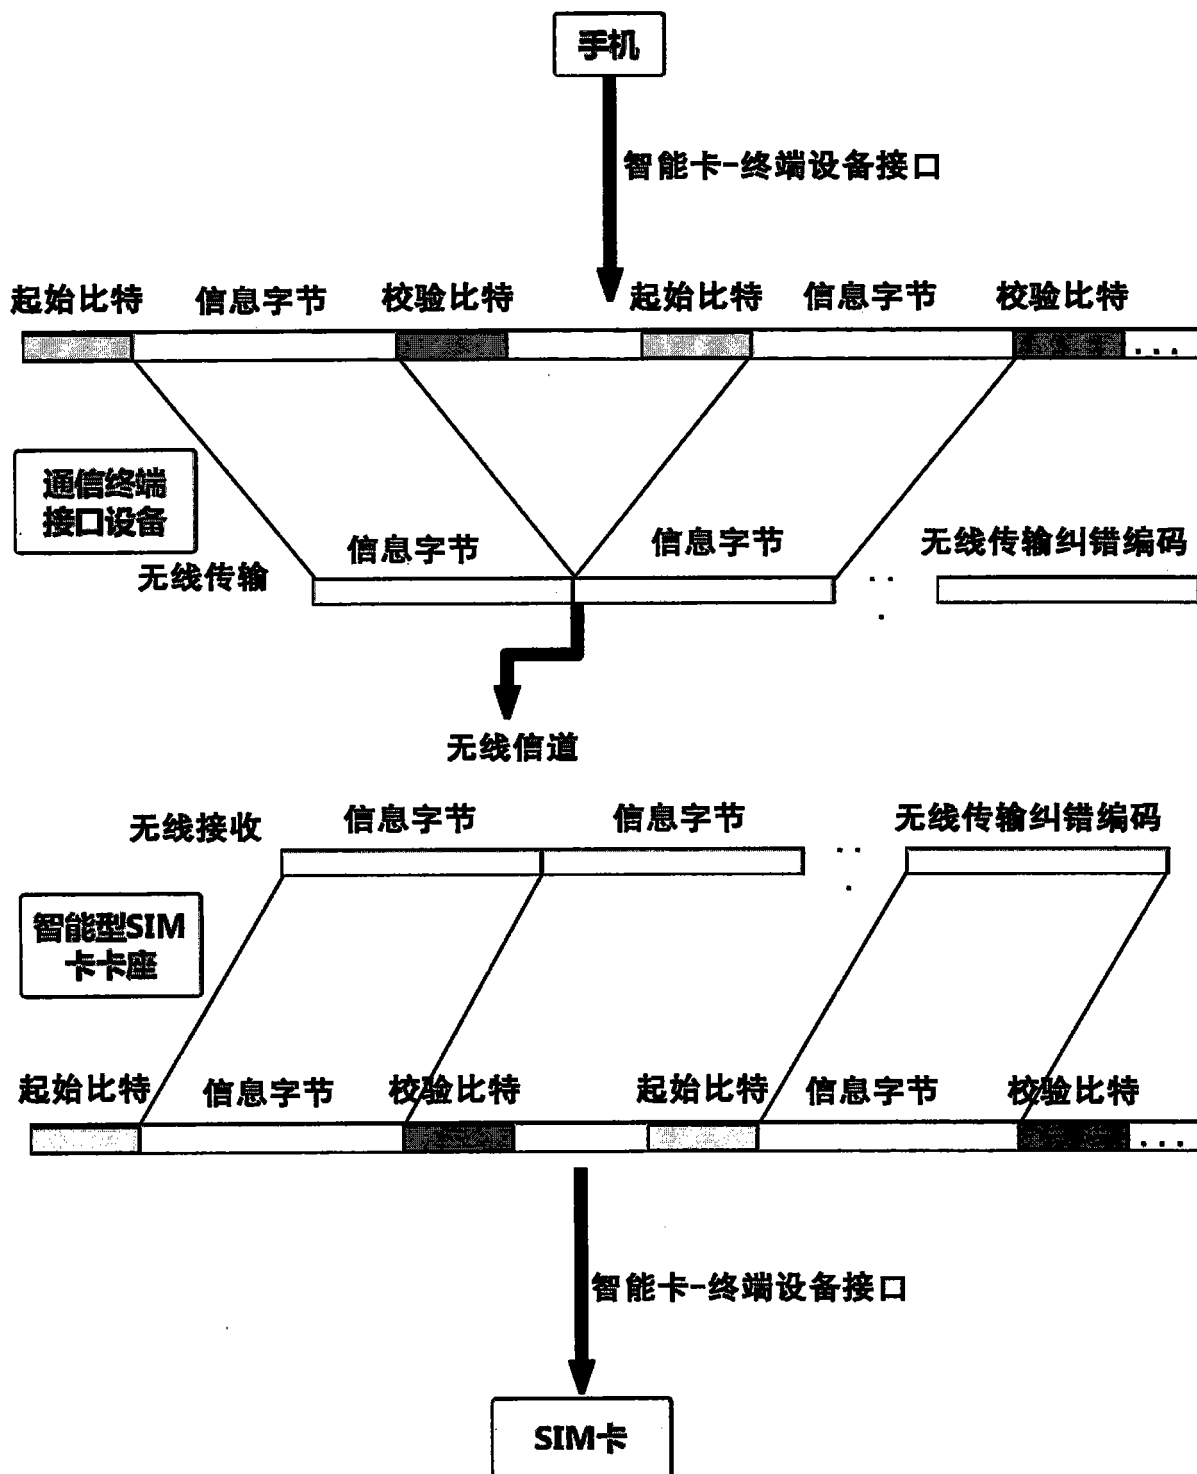 手机
智能卡-终端设备接口
起始比特 信息字节 校验比特 起始比特 信息字节 校验比特
...
通信终端
接口设备
信息字节 信息字节 无线传输纠错编码
无线传输
无线信道
无线接收 信息字节 信息字节 无线传输纠错编码
智能型SIM
卡卡座
起始比特 信息字节 校验比特 起始比特 信息字节 校验比特
...
智能卡-终端设备接口
SIM卡